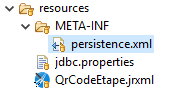 resources
META-INF
persistence.xml
jdbc.properties
QrCodeEtape.jrxml